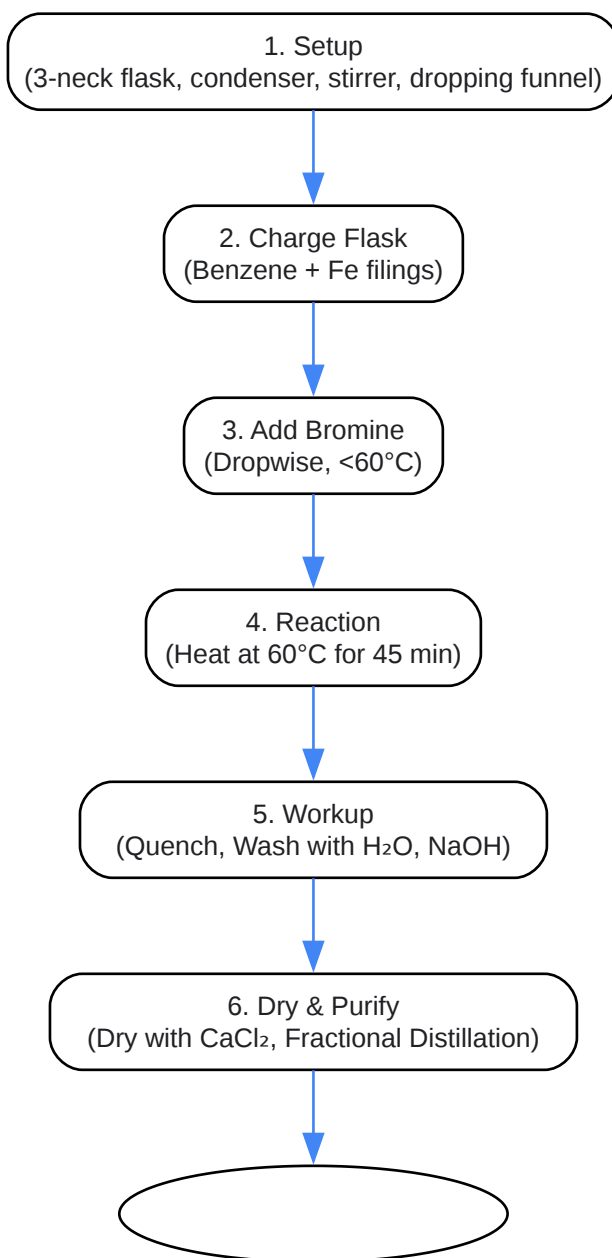 1. Setup
(3-neck flask, condenser, stirrer, dropping funnel)
2. Charge Flask
(Benzene + Fe filings)
3. Add Bromine
(Dropwise, <60°C)
4. Reaction
(Heat at 60°C for 45 min)
5. Workup
(Quench, Wash with H₂O, NaOH)
6. Dry & Purify
(Dry with CaCl₂, Fractional Distillation)